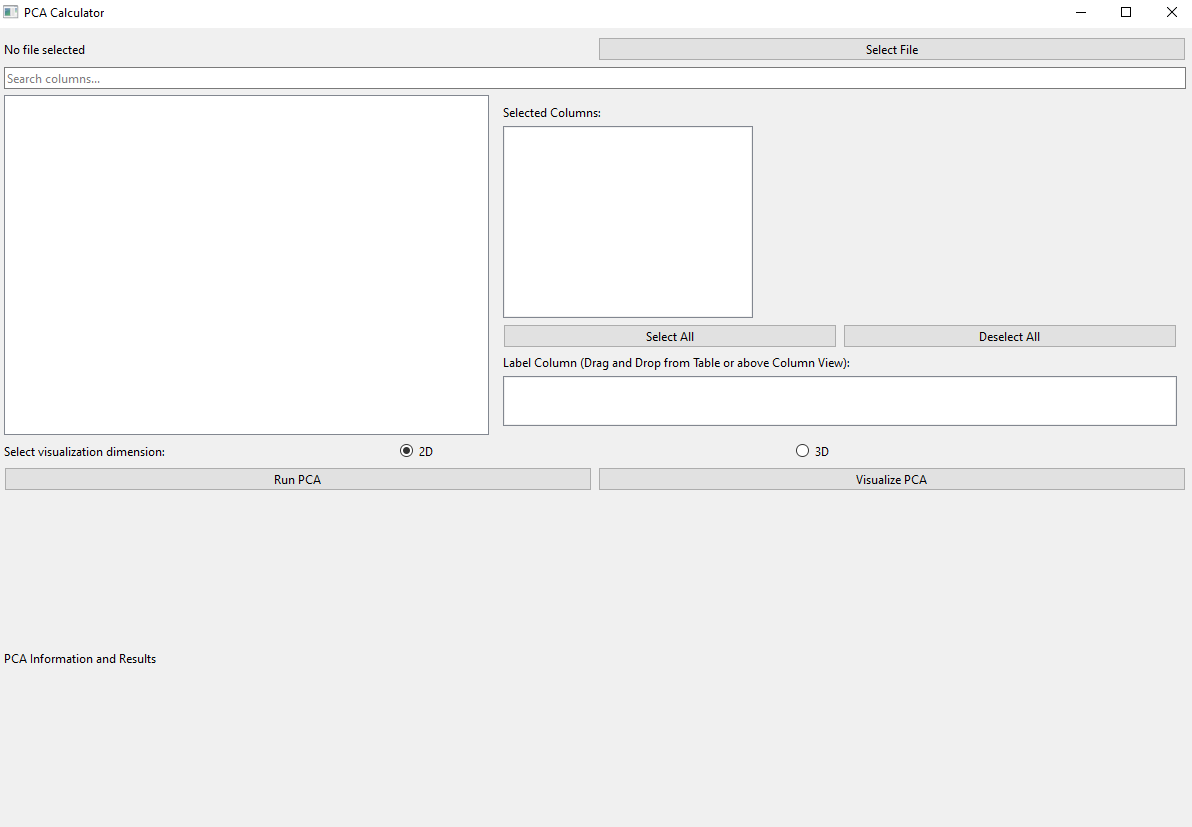 PCA Calculator
No file selected
Select File
Search columns...
Selected Columns:
Select All
Deselect All
Label Column (Drag and Drop from Table or above Column View):
Select visualization dimension:
2D
3D
Run PCA
Visualize PCA
PCA Information and Results